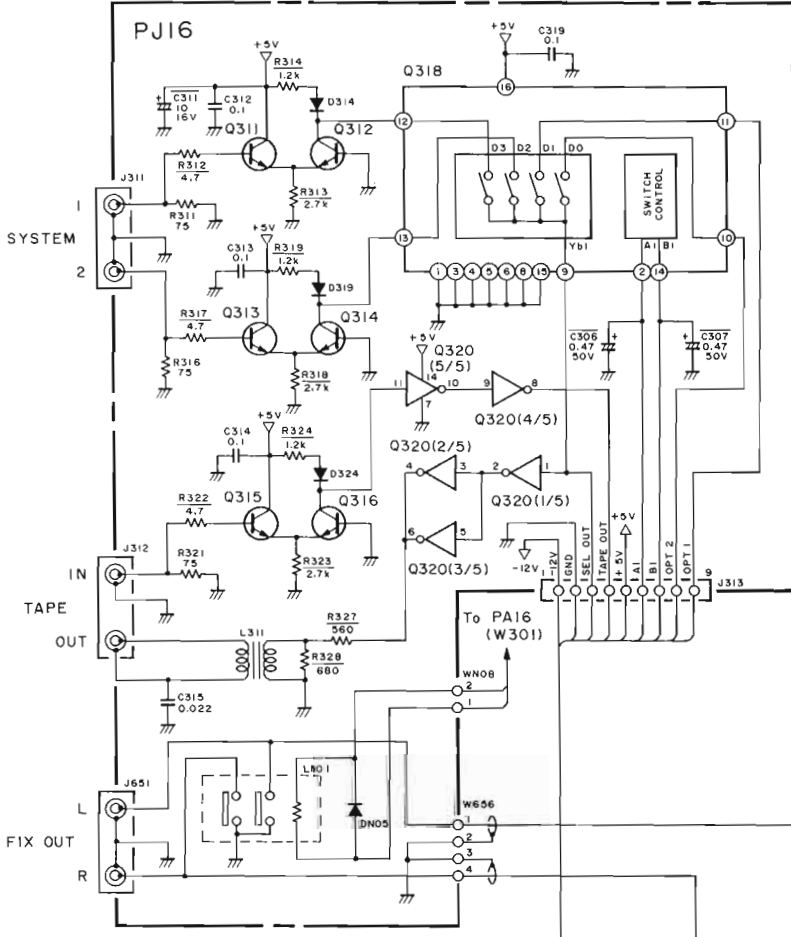 PJ16
+5V
R314
1.2k
C311
10
16V
C312
0.1
D314
Q311
Q312
R312
4.7
R313
2.7k
J311
1
SYSTEM
2
R311
75
+5V
C319
0.1
Q318
16
12
11
D3 D2 D1 D0
SWITCH
CONTROL
Yb1
A1 B1
13
10
1 3 4 5 6 8 15 9 2 14
C313
0.1
+5V
R319
1.2k
D319
Q313
Q314
R317
4.7
R316
75
R318
2.7k
C306
0.47
50V
C307
0.47
50V
+5V
Q320
(5/5)
14
11
10
7
9
8
Q320(4/5)
C314
0.1
+5V
R324
1.2k
D324
Q315
Q316
R322
4.7
R321
75
R323
2.7k
Q320(2/5)
4
3
2
1
Q320(1/5)
6
5
Q320(3/5)
J312
IN
TAPE
OUT
-12V
+5V
1
-12V
GND
SEL OUT
TAPE OUT
+5V
A1
B1
OPT 2
OPT 1
9
J313
To PA16
(W301)
L311
R327
560
R328
680
C315
0.022
WN08
2
1
J651
L
FIX OUT
R
LN01
DN05
W656
1
2
3
4